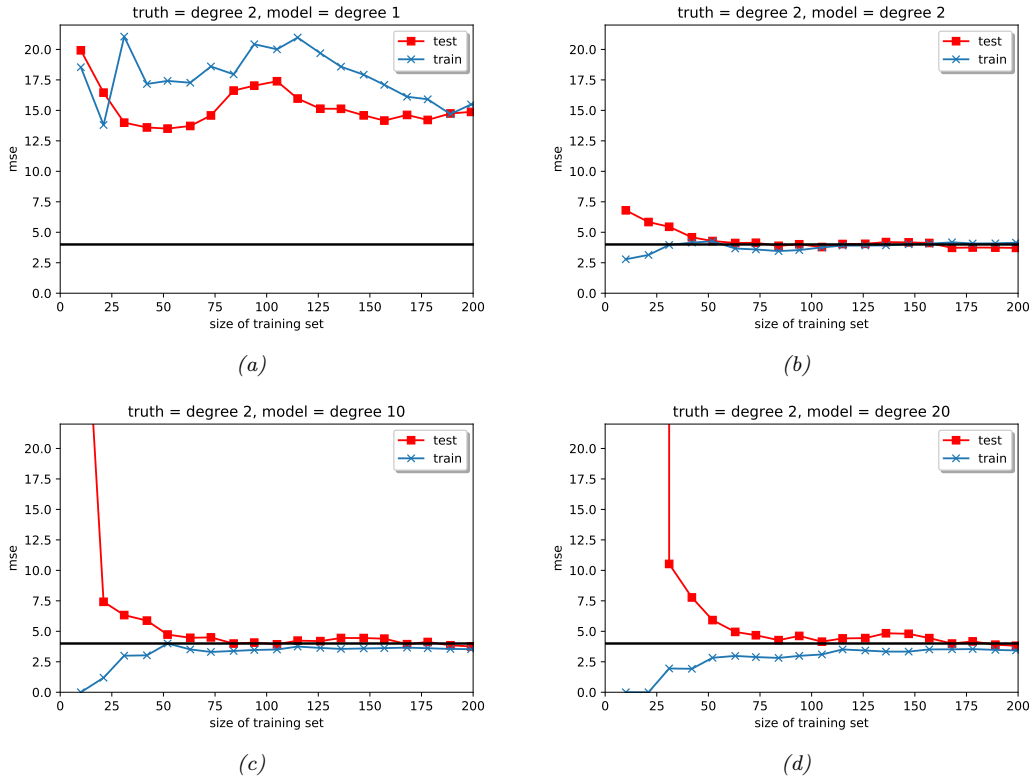 truth = degree 2, model = degree 1
20.0
17.5
15.0
12.5
10.0
7.5
5.0
2.5
0.0
mse
test
train
0 25 50 75 100 125 150 175 200
size of training set
(a)
truth = degree 2, model = degree 2
20.0
17.5
15.0
12.5
10.0
7.5
5.0
2.5
0.0
mse
test
train
0 25 50 75 100 125 150 175 200
size of training set
(b)
truth = degree 2, model = degree 10
20.0
17.5
15.0
12.5
10.0
7.5
5.0
2.5
0.0
mse
test
train
0 25 50 75 100 125 150 175 200
size of training set
(c)
truth = degree 2, model = degree 20
20.0
17.5
15.0
12.5
10.0
7.5
5.0
2.5
0.0
mse
test
train
0 25 50 75 100 125 150 175 200
size of training set
(d)